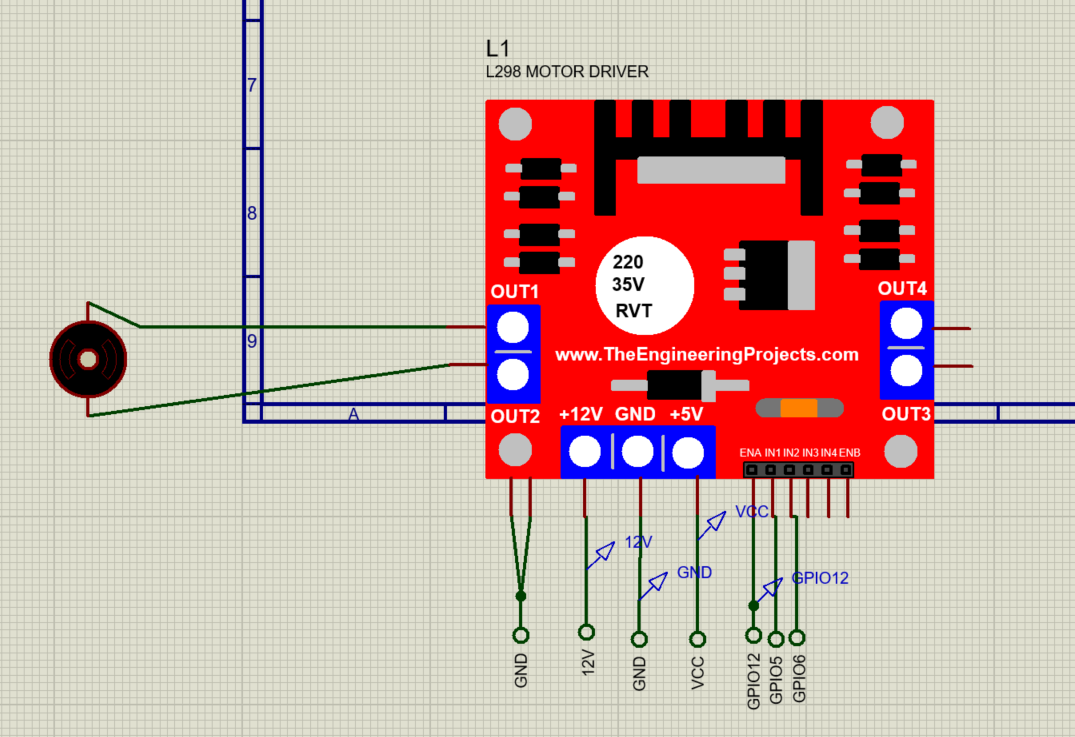 7
L1
L298 MOTOR DRIVER
8
220
35V
RVT
OUT1
OUT4
9
www.TheEngineeringProjects.com
A
OUT2
+12V GND +5V
OUT3
ENA IN1 IN2 IN3 IN4 ENB
VCC
12V
GND
GPIO12
GND
12V
GND
VCC
GPIO12
GPIO5
GPIO6